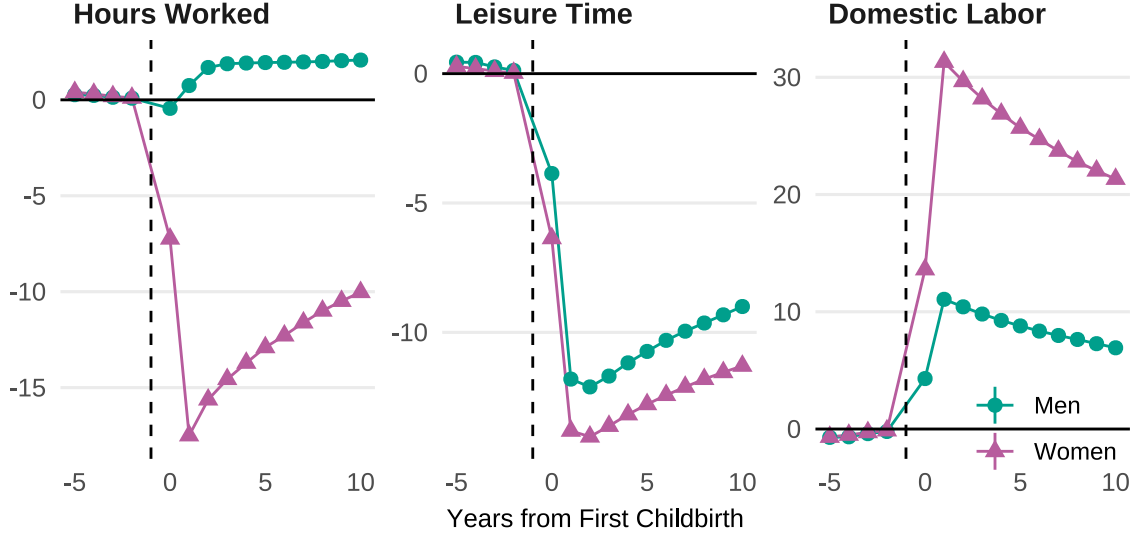 Hours Worked
Leisure Time
Domestic Labor
0
-5
-10
-15
0
-5
-10
30
20
10
0
Men
Women
-5 0 5 10
-5 0 5 10
-5 0 5 10
Years from First Childbirth